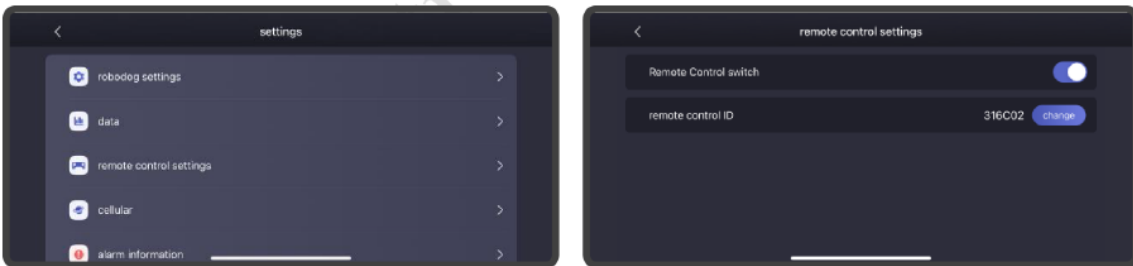 settings
robodog settings
data
remote control settings
cellular
alarm information
remote control settings
Remote Control switch
remote control ID 316C02 change